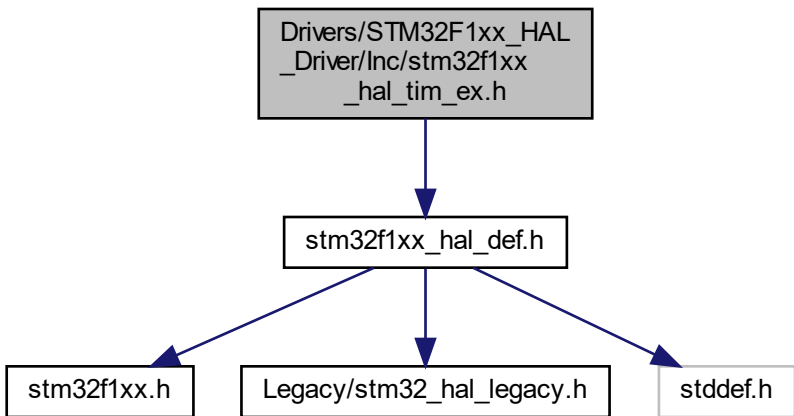 Drivers/STM32F1xx_HAL
_Driver/Inc/stm32f1xx
_hal_tim_ex.h
stm32f1xx_hal_def.h
stm32f1xx.h
Legacy/stm32_hal_legacy.h
stddef.h